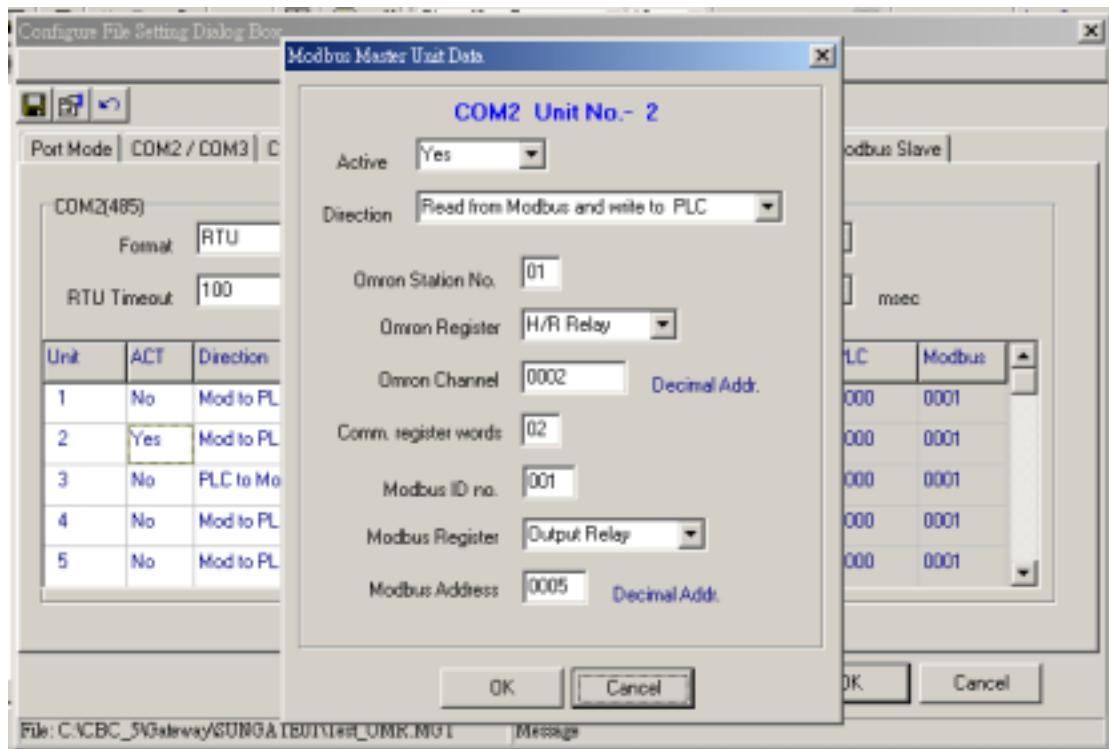 Configure File Setting Dialog Box
Modbus Master Unit Data
COM2 Unit No.- 2
Port Mode COM2 / COM3 C
odbus Slave
Active Yes
COM2(485)
Direction Read from Modbus and write to PLC
Format RTU
RTU Timeout 100
msec
Omron Station No. 01
Omron Register H/R Relay
Omron Channel 0002 Decimal Addr.
Comm. register words 02
Modbus ID no. 001
Modbus Register Output Relay
Modbus Address 0005 Decimal Addr.
Unit ACT Direction PLC Modbus
1 No Mod to PL 000 0001
2 Yes Mod to PL 000 0001
3 No PLC to Mo 000 0001
4 No Mod to PL 000 0001
5 No Mod to PL 000 0001
OK Cancel
OK Cancel
Message